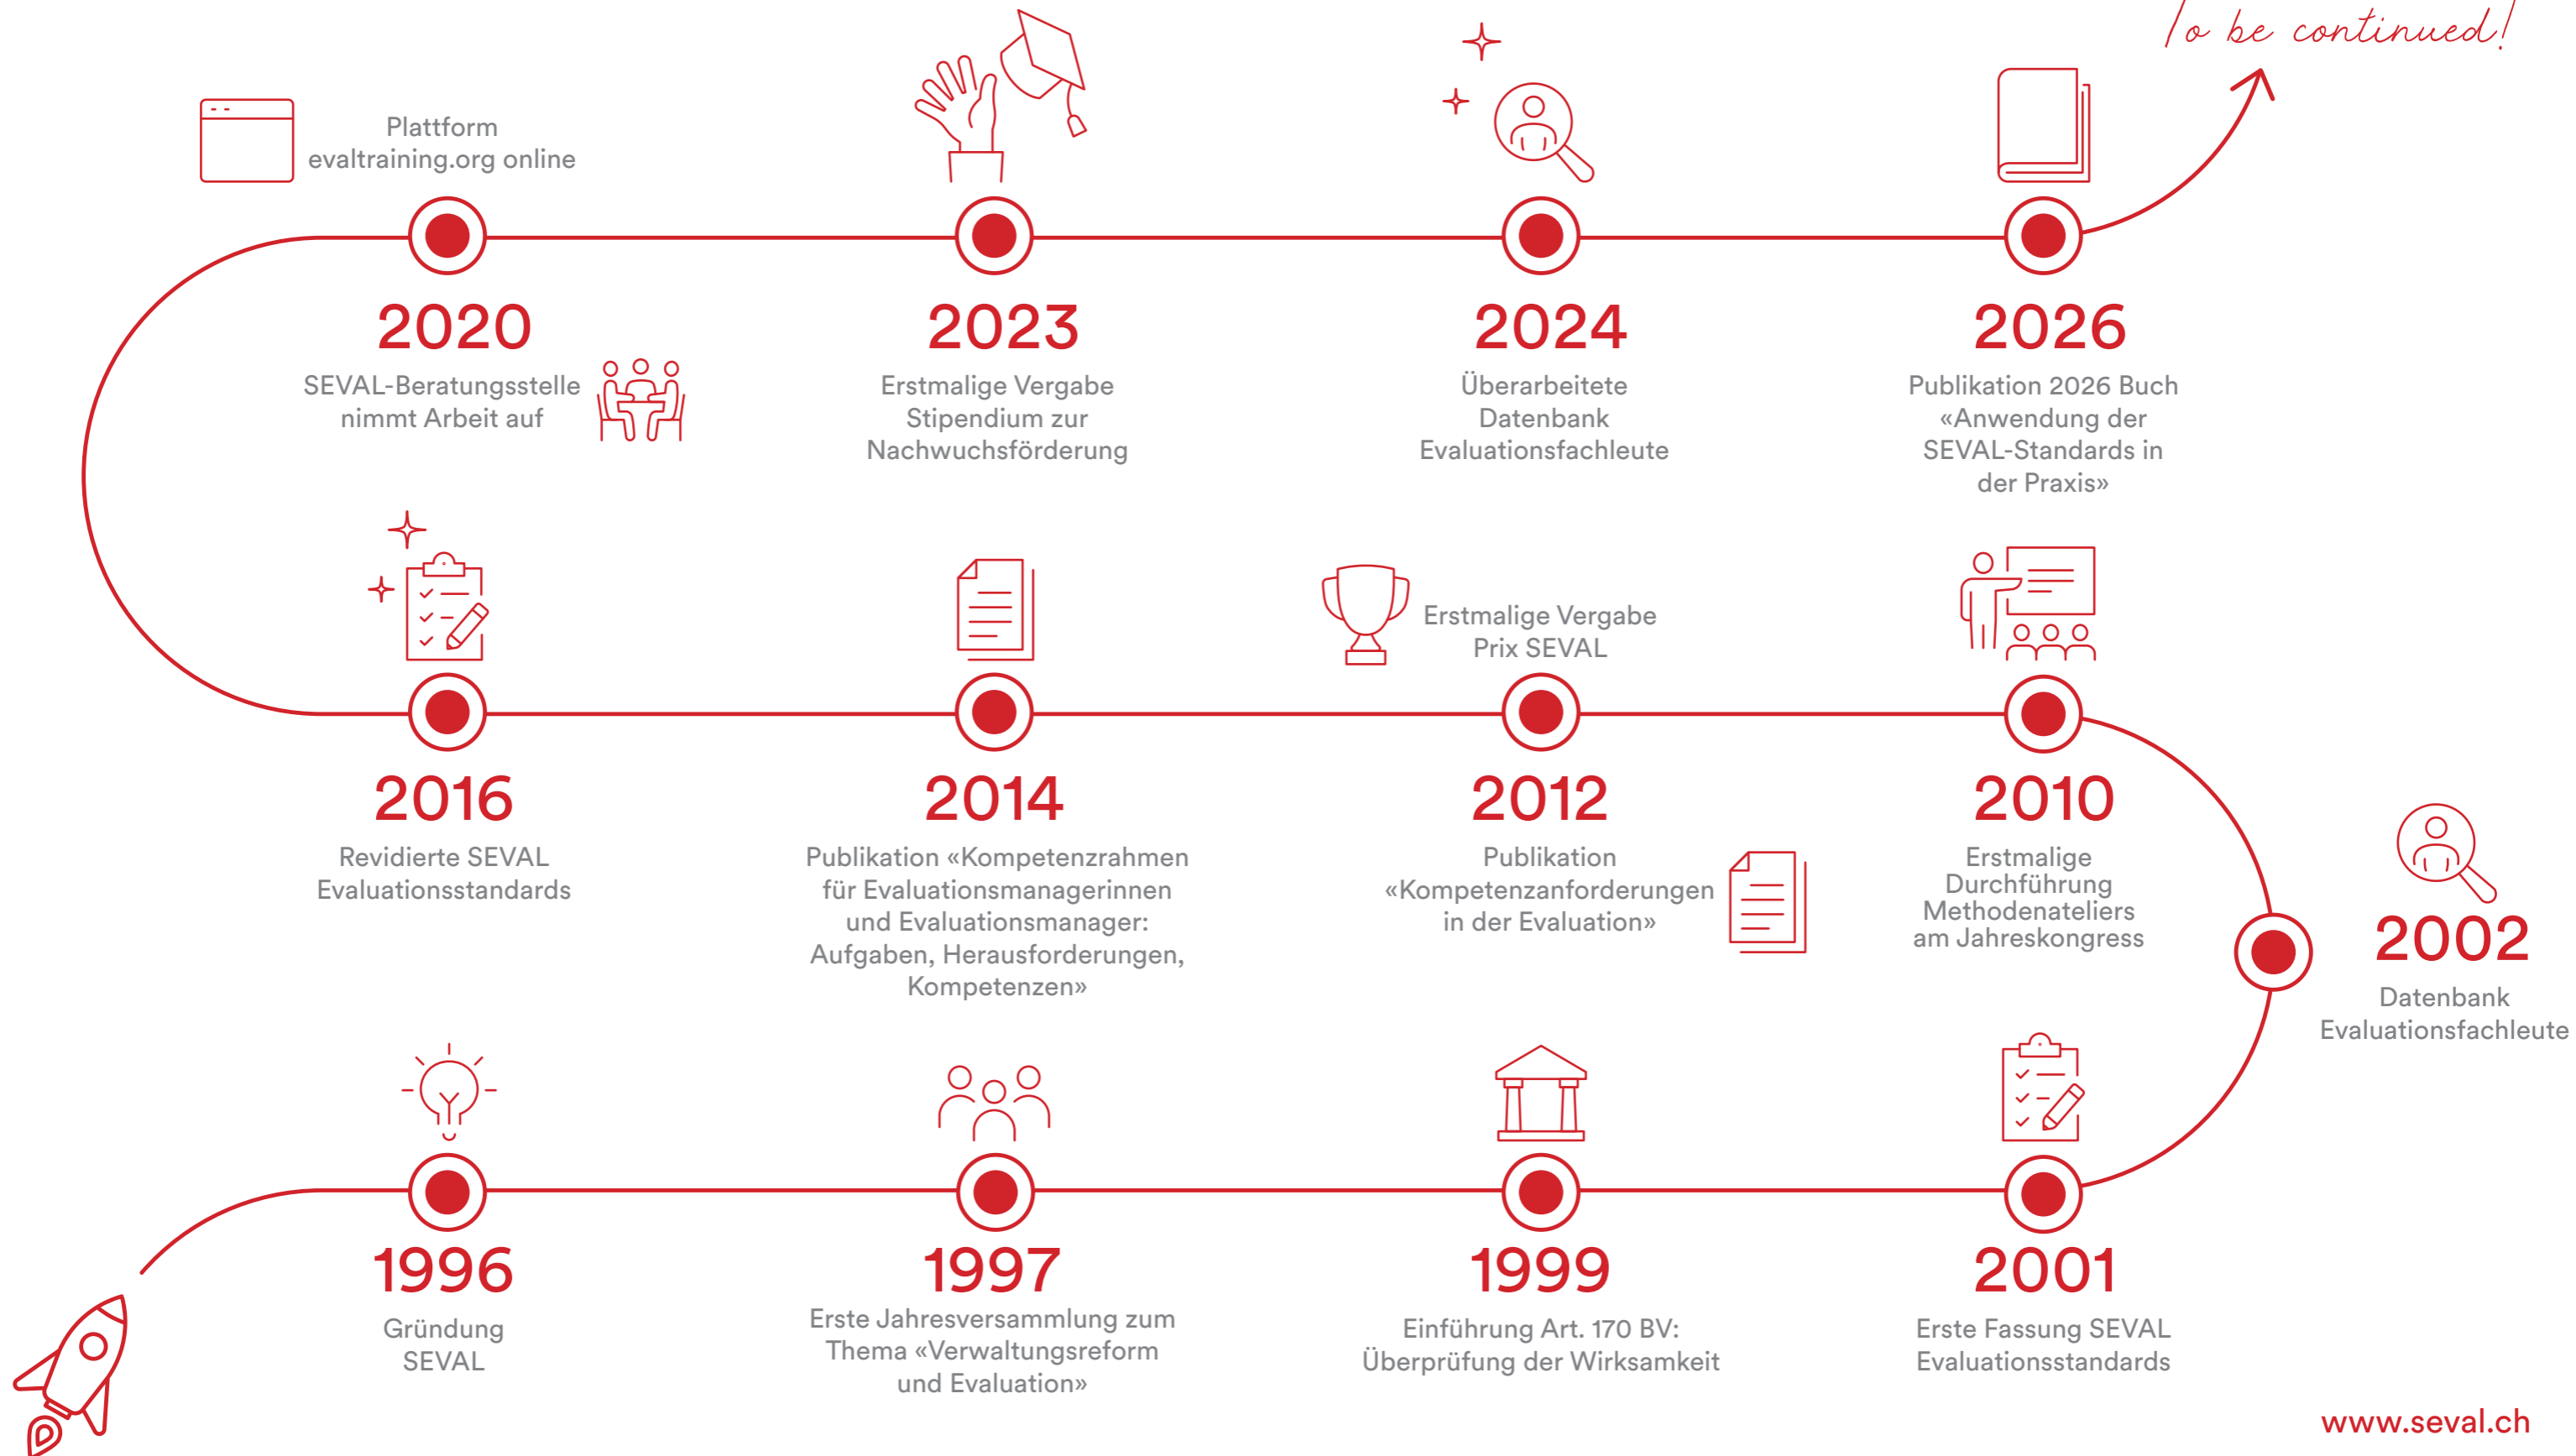 To be continued!
Plattform
evaltraining.org online
2020
SEVAL-Beratungsstelle
nimmt Arbeit auf
2023
Erstmalige Vergabe
Stipendium zur
Nachwuchsförderung
2024
Überarbeitete
Datenbank
Evaluationsfachleute
2026
Publikation 2026 Buch
«Anwendung der
SEVAL-Standards in
der Praxis»
2016
Revidierte SEVAL
Evaluationsstandards
2014
Publikation «Kompetenzrahmen
für Evaluationsmanagerinnen
und Evaluationsmanager:
Aufgaben, Herausforderungen,
Kompetenzen»
Erstmalige Vergabe
Prix SEVAL
2012
Publikation
«Kompetenzanforderungen
in der Evaluation»
2010
Erstmalige
Durchführung
Methodenateliers
am Jahreskongress
2002
Datenbank
Evaluationsfachleute
1996
Gründung
SEVAL
1997
Erste Jahresversammlung zum
Thema «Verwaltungsreform
und Evaluation»
1999
Einführung Art. 170 BV:
Überprüfung der Wirksamkeit
2001
Erste Fassung SEVAL
Evaluationsstandards
www.seval.ch